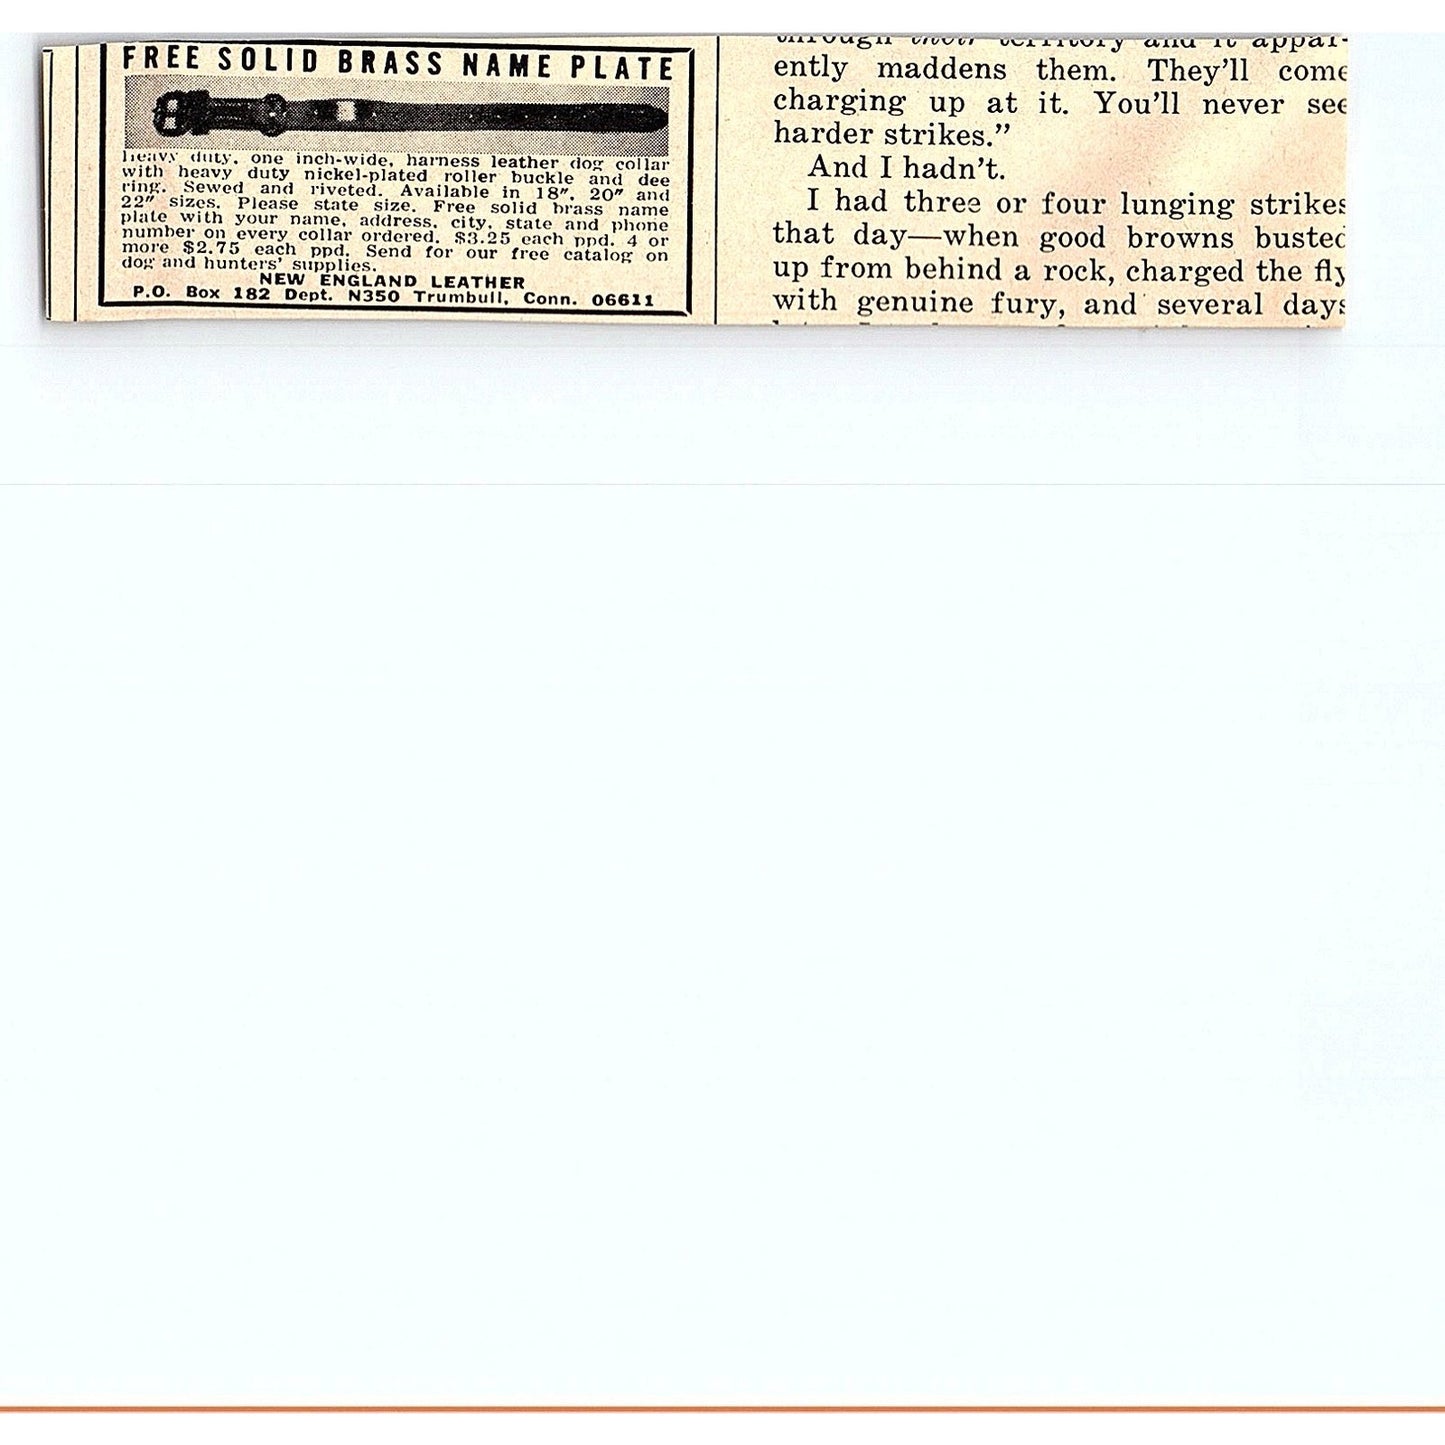 FREE SOLID BRASS NAME PLATE
heavy duty, one inch-wide, harness leather dog collar
with heavy duty nickel-plated roller buckle and dee
ring. Sewed and riveted. Available in 18", 20" and
22" sizes. Please state size. Free solid brass name
plate with your name, address, city, state and phone
number on every collar ordered. $3.25 each ppd. 4 or
more $2.75 each ppd. Send for our free catalog on
dog and hunters' supplies.
NEW ENGLAND LEATHER
P.O. Box 182 Dept. N350 Trumbull, Conn. 06611
through their territory and it appar-
ently maddens them. They'll come
charging up at it. You'll never see
harder strikes."
And I hadn't.
I had three or four lunging strikes
that day—when good browns busted
up from behind a rock, charged the fly
with genuine fury, and several days